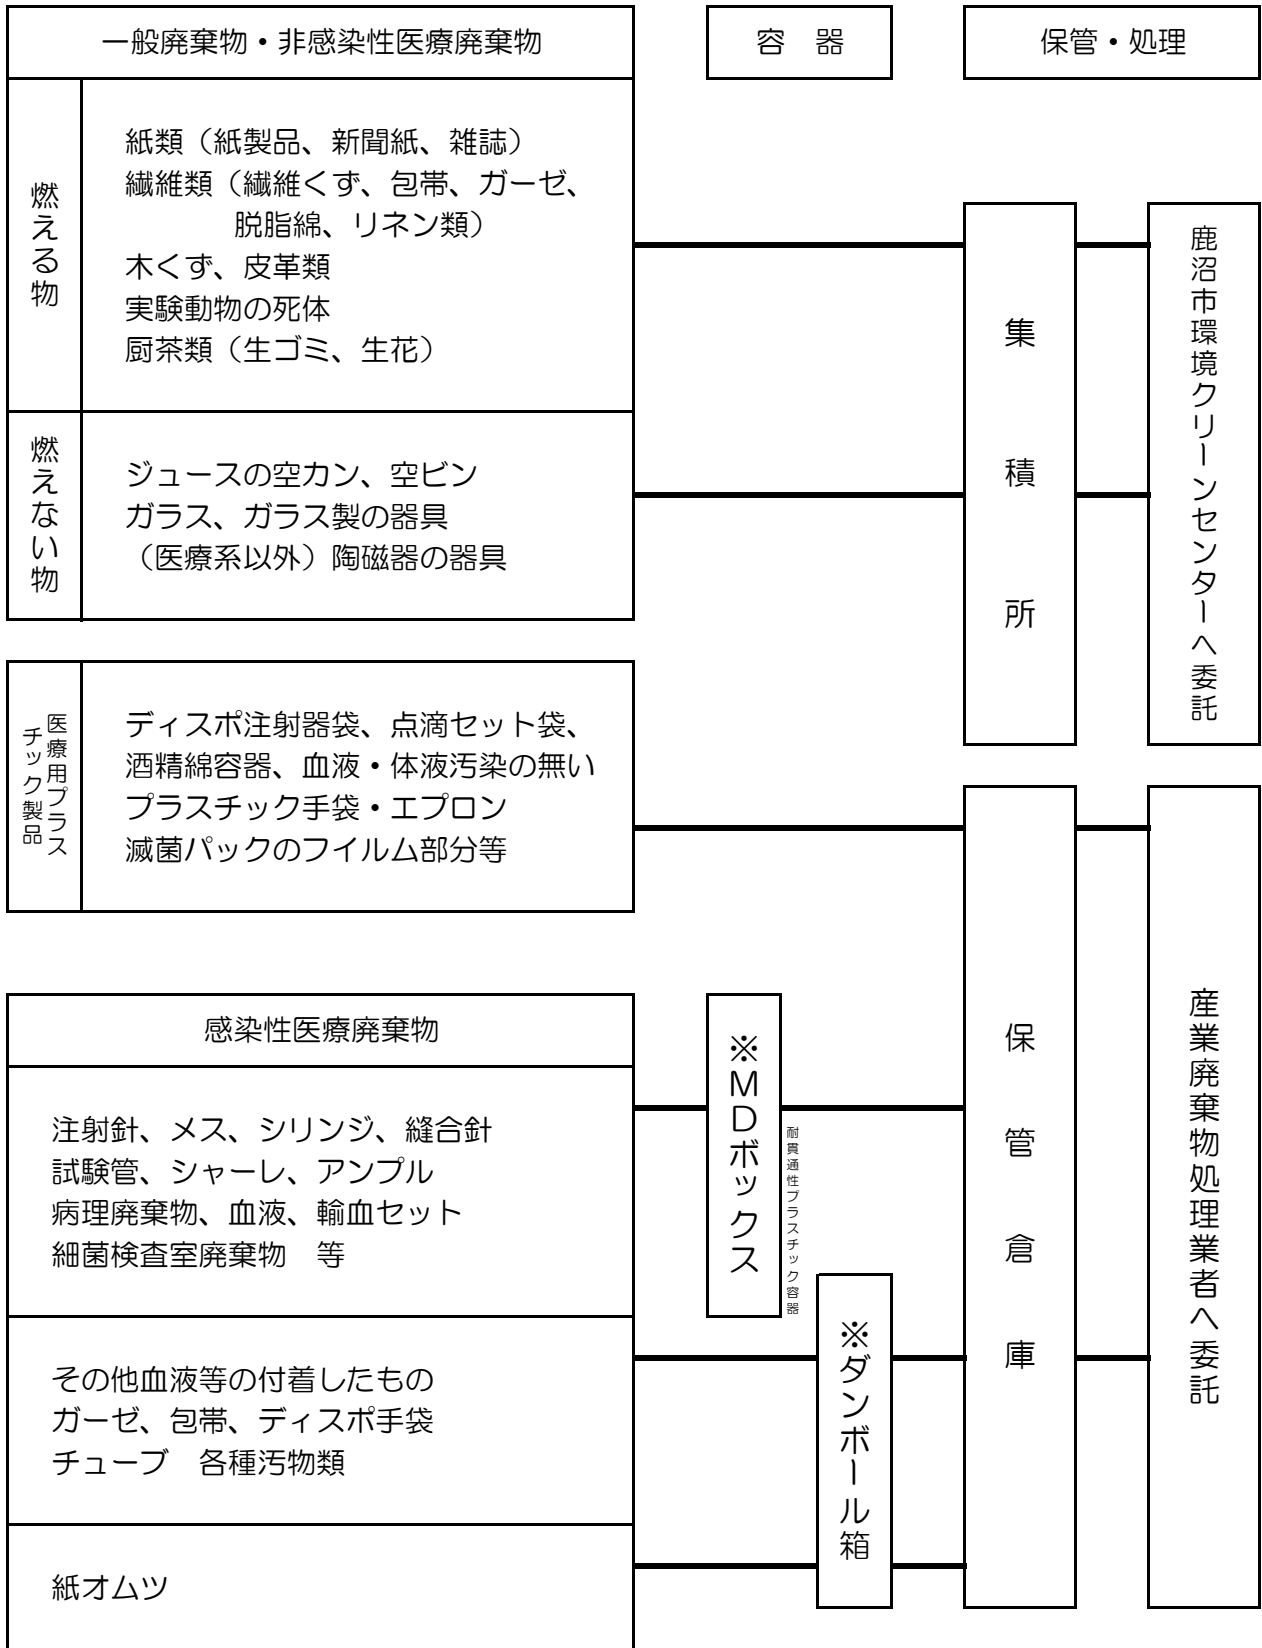 一般廃棄物・非感染性医療廃棄物
容　器
保管・処理
燃える物
紙類（紙製品、新聞紙、雑誌）
繊維類（繊維くず、包帯、ガーゼ、
脱脂綿、リネン類）
木くず、皮革類
実験動物の死体
厨茶類（生ゴミ、生花）
燃えない物
ジュースの空カン、空ビン
ガラス、ガラス製の器具
（医療系以外）陶磁器の器具
集積所
鹿沼市環境クリーンセンターへ委託
医療用プラス
チック製品
ディスポ注射器袋、点滴セット袋、
酒精綿容器、血液・体液汚染の無い
プラスチック手袋・エプロン
滅菌パックのフイルム部分等
感染性医療廃棄物
注射針、メス、シリンジ、縫合針
試験管、シャーレ、アンプル
病理廃棄物、血液、輸血セット
細菌検査室廃棄物　等
※MDボックス
耐貫通性プラスチック容器
その他血液等の付着したもの
ガーゼ、包帯、ディスポ手袋
チューブ　各種汚物類
紙オムツ
※ダンボール箱
保管倉庫
産業廃棄物処理業者へ委託